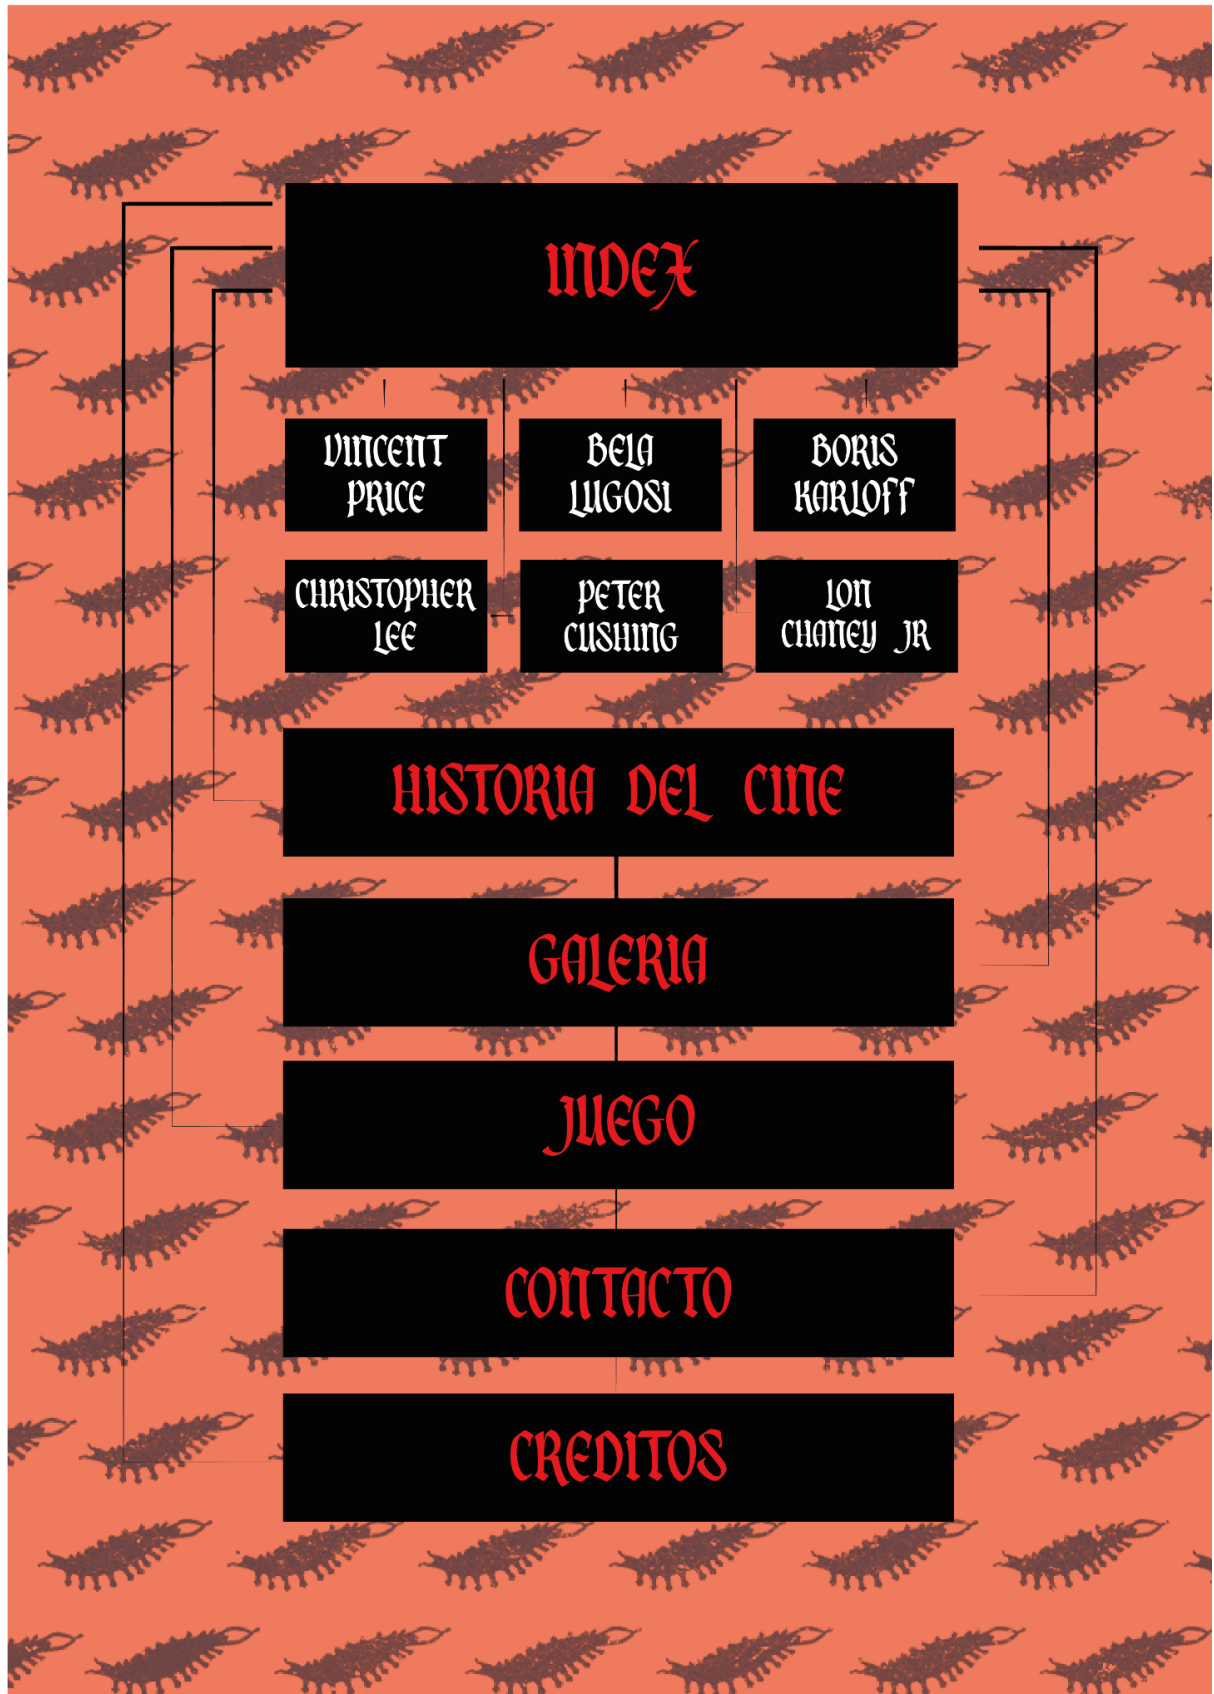 INDEX
VINCENT
PRICE
BELA
LUGOSI
BORIS
KARLOFF
CHRISTOPHER
LEE
PETER
CUSHING
LON
CHANEY JR
HISTORIA DEL CINE
GALERIA
JUEGO
CONTACTO
CREDITOS